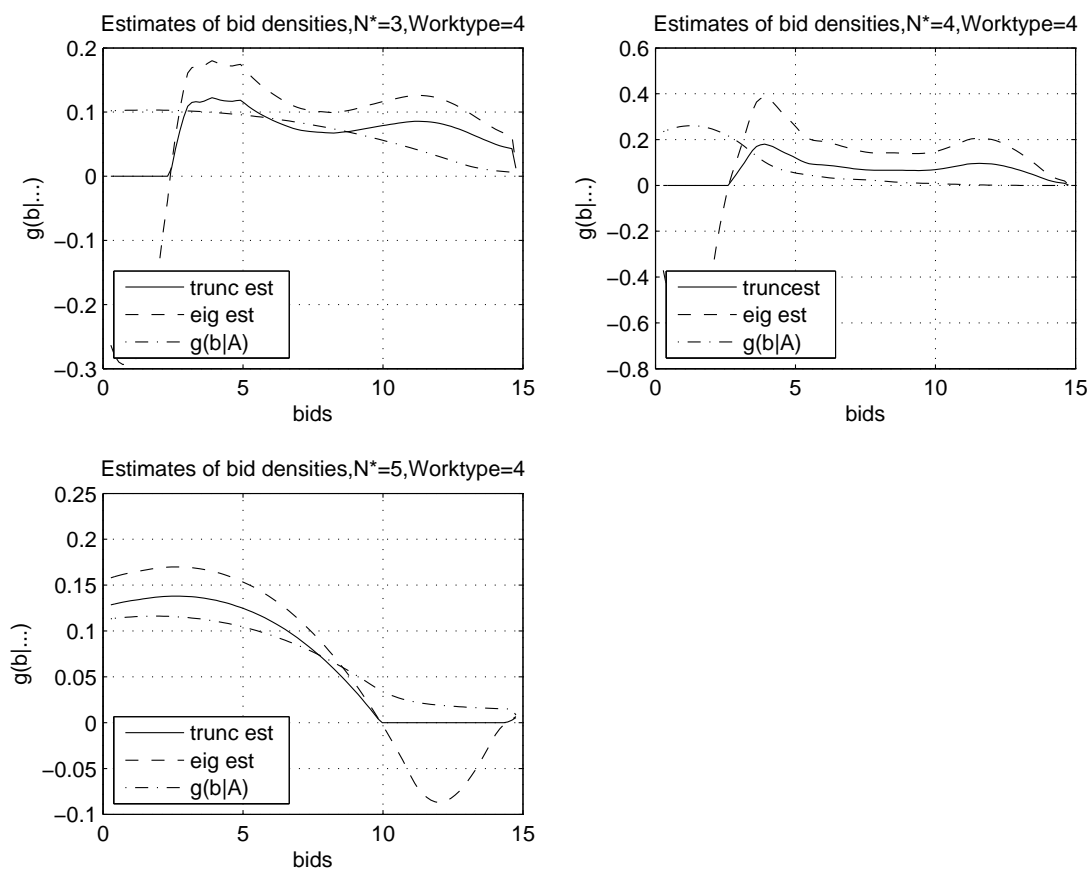 Estimates of bid densities,N*=3,Worktype=4
0.2
0.1
0
−0.1
−0.2
−0.3
g(b|...)
trunc est
eig est
g(b|A)
0 5 10 15
bids
Estimates of bid densities,N*=4,Worktype=4
0.6
0.4
0.2
0
−0.2
−0.4
−0.6
−0.8
g(b|...)
truncest
eig est
g(b|A)
0 5 10 15
bids
Estimates of bid densities,N*=5,Worktype=4
0.25
0.2
0.15
0.1
0.05
0
−0.05
−0.1
g(b|...)
trunc est
eig est
g(b|A)
0 5 10 15
bids